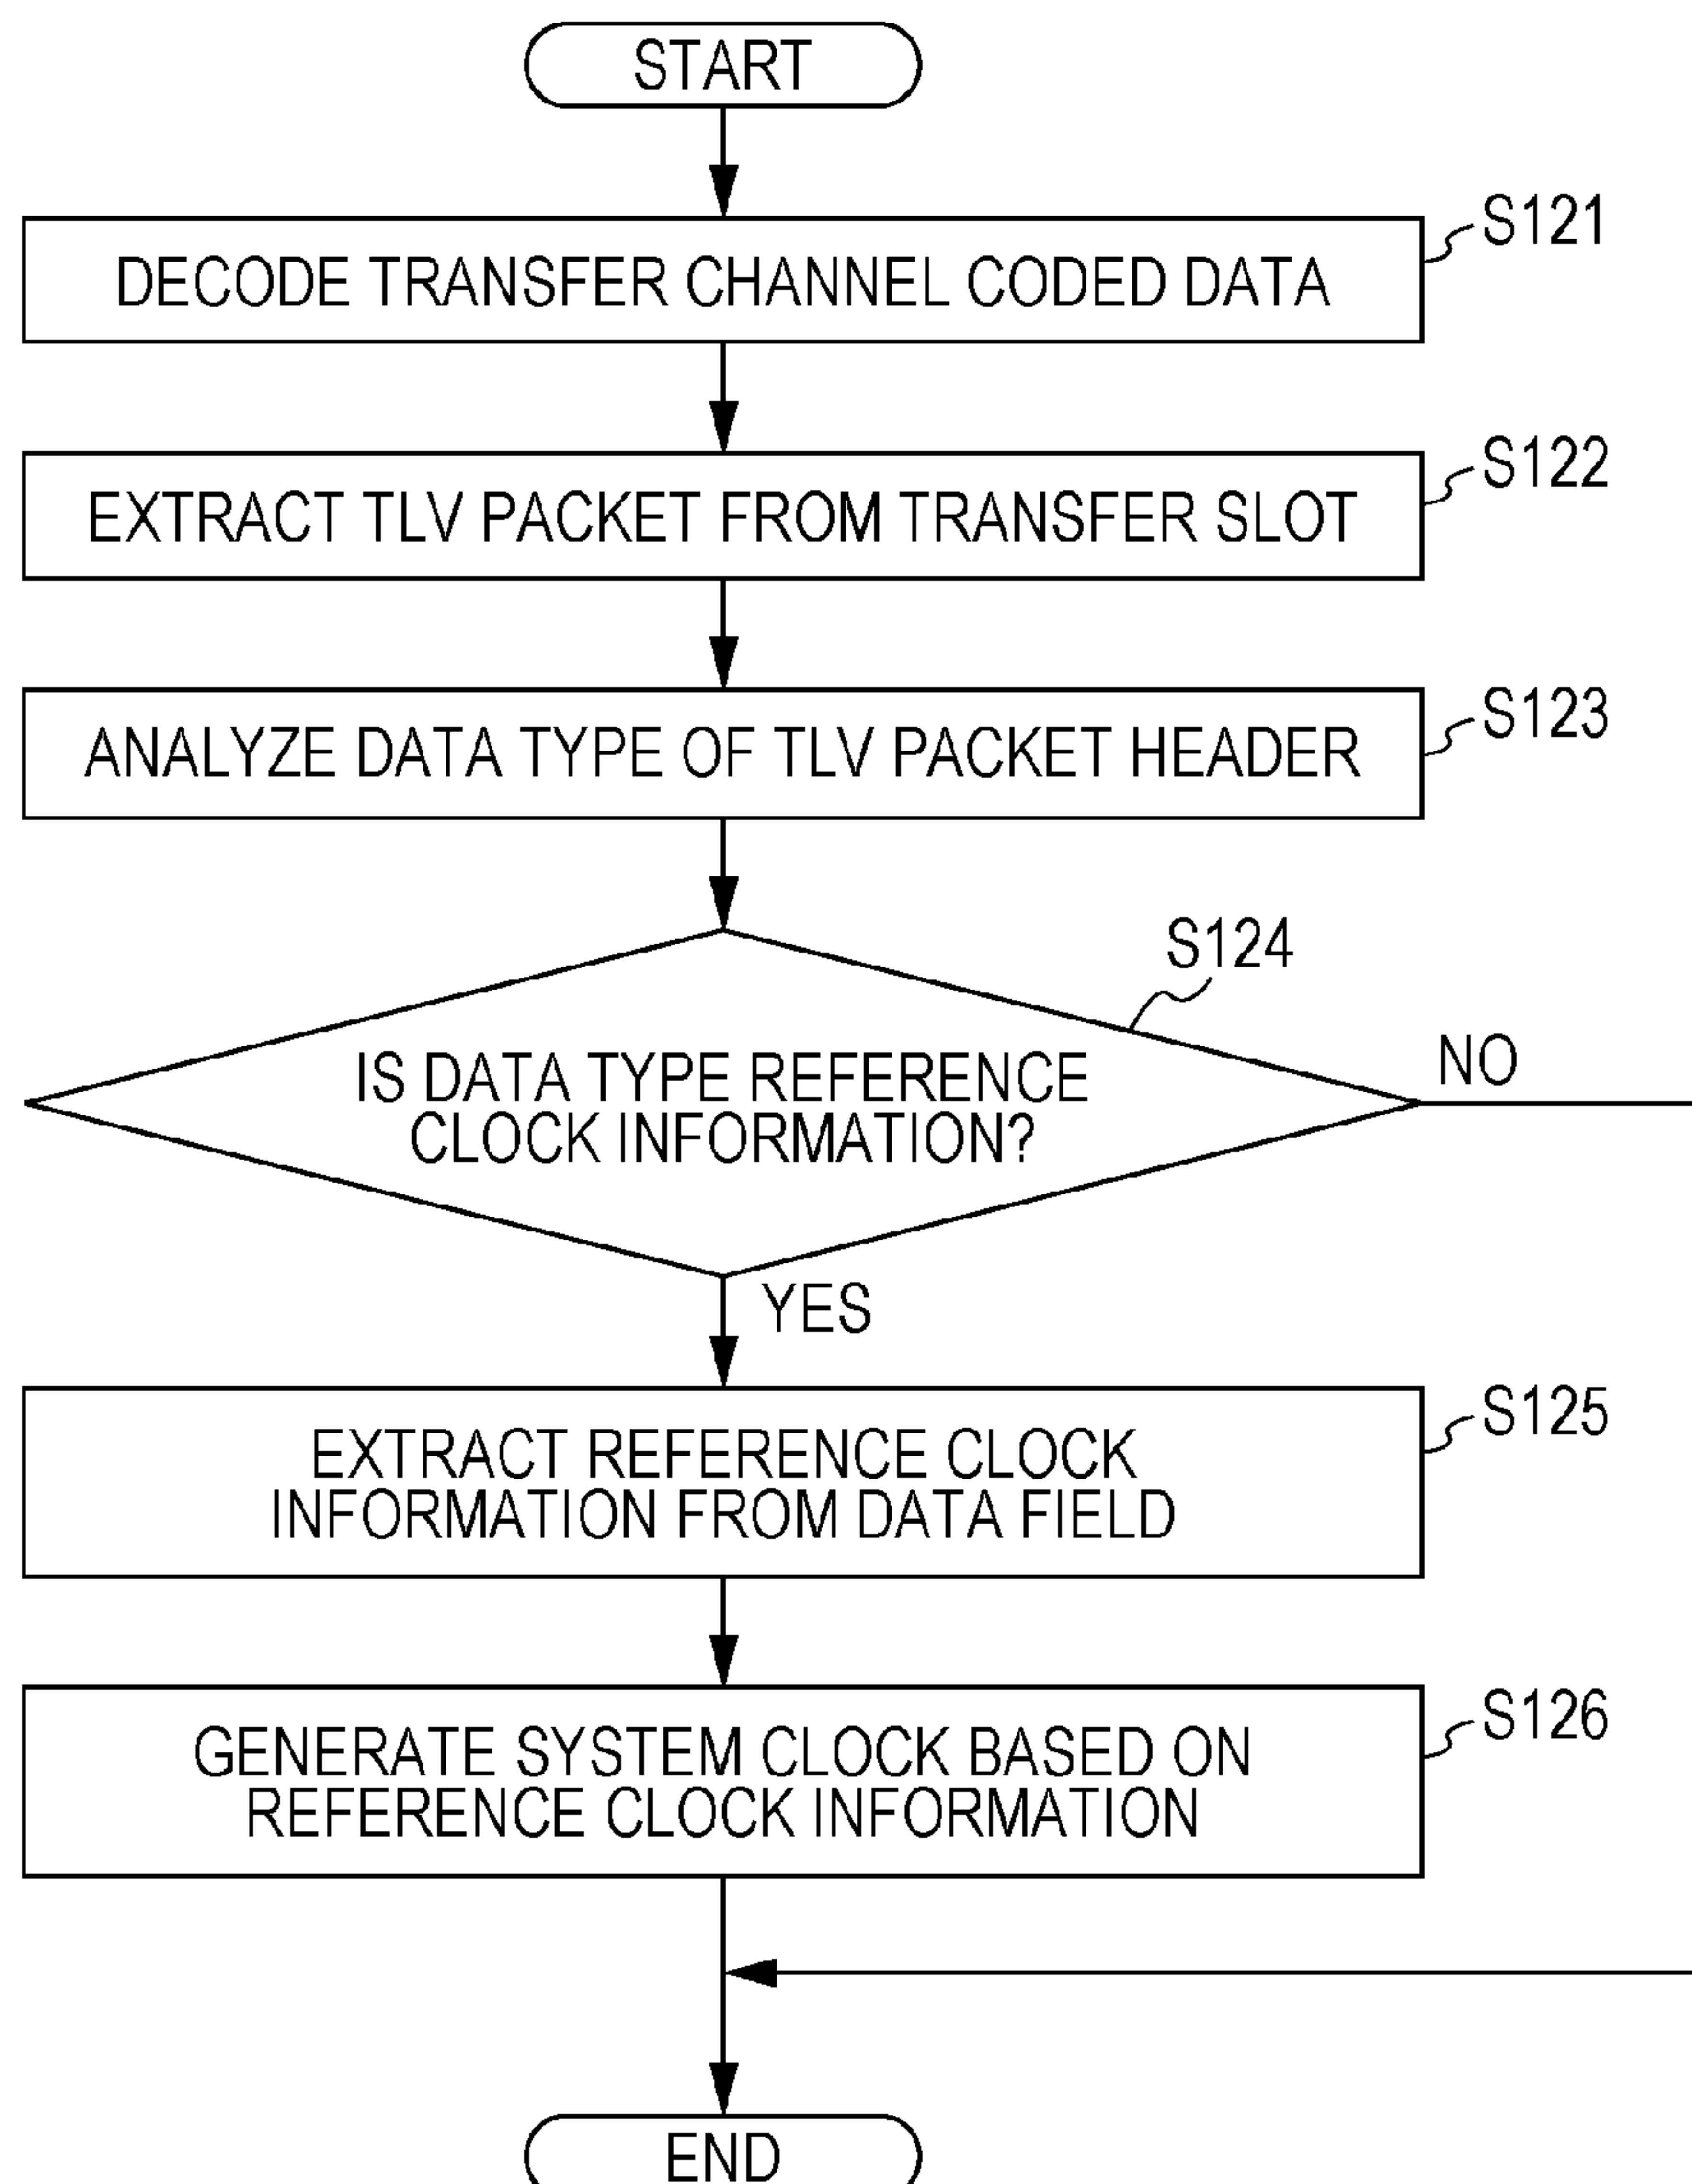 START
S121
DECODE TRANSFER CHANNEL CODED DATA
S122
EXTRACT TLV PACKET FROM TRANSFER SLOT
S123
ANALYZE DATA TYPE OF TLV PACKET HEADER
S124
NO
IS DATA TYPE REFERENCE
CLOCK INFORMATION?
YES
S125
EXTRACT REFERENCE CLOCK
INFORMATION FROM DATA FIELD
S126
GENERATE SYSTEM CLOCK BASED ON
REFERENCE CLOCK INFORMATION
END